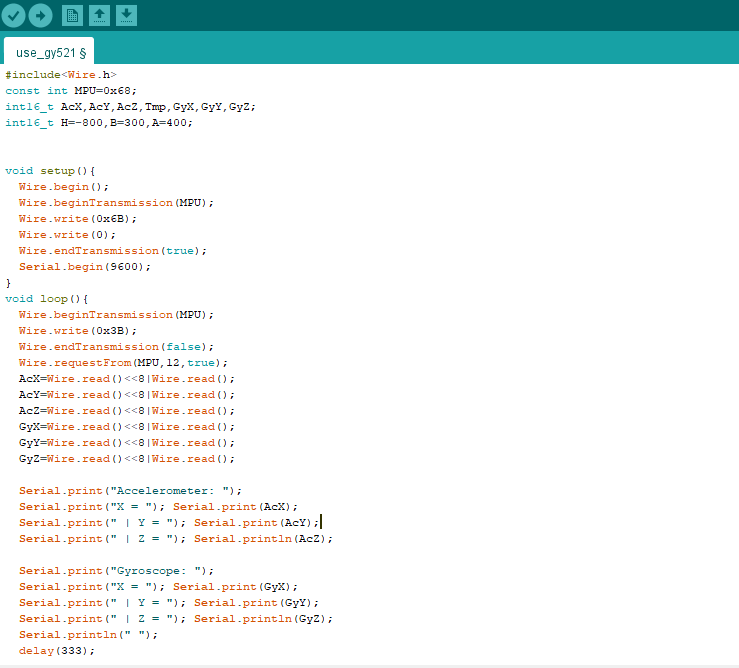 use_gy521 §
#include<Wire.h>
const int MPU=0x68;
int16_t AcX,AcY,AcZ,Tmp,GyX,GyY,GyZ;
int16_t H=-800,B=300,A=400;
void setup(){
Wire.begin();
Wire.beginTransmission(MPU);
Wire.write(0x6B);
Wire.write(0);
Wire.endTransmission(true);
Serial.begin(9600);
}
void loop(){
Wire.beginTransmission(MPU);
Wire.write(0x3B);
Wire.endTransmission(false);
Wire.requestFrom(MPU,12,true);
AcX=Wire.read()<<8|Wire.read();
AcY=Wire.read()<<8|Wire.read();
AcZ=Wire.read()<<8|Wire.read();
GyX=Wire.read()<<8|Wire.read();
GyY=Wire.read()<<8|Wire.read();
GyZ=Wire.read()<<8|Wire.read();
Serial.print("Accelerometer: ");
Serial.print("X = "); Serial.print(AcX);
Serial.print(" | Y = "); Serial.print(AcY);
Serial.print(" | Z = "); Serial.println(AcZ);
Serial.print("Gyroscope: ");
Serial.print("X = "); Serial.print(GyX);
Serial.print(" | Y = "); Serial.print(GyY);
Serial.print(" | Z = "); Serial.println(GyZ);
Serial.println(" ");
delay(333);